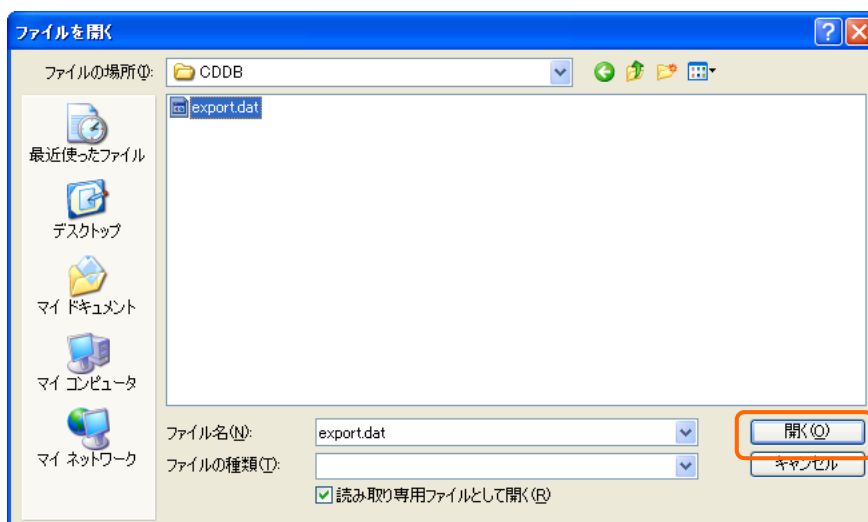 ファイルを開く
ファイルの場所(I):
CDDB
export.dat
最近使ったファイル
デスクトップ
マイ ドキュメント
マイ コンピュータ
マイ ネットワーク
ファイル名(N):
export.dat
開く(O)
ファイルの種類(T):
キャンセル
読み取り専用ファイルとして開く(R)